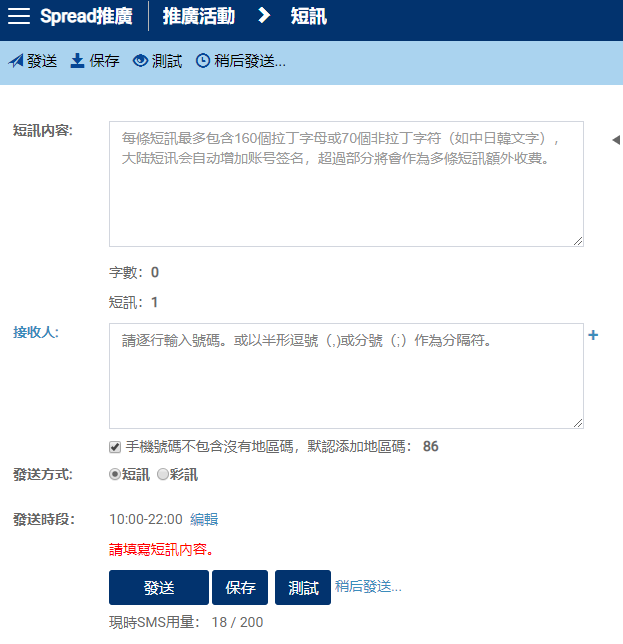 Spread推廣 推廣活動 短訊
發送 保存 測試 稍后發送...
短訊內容:
每條短訊最多包含160個拉丁字母或70個非拉丁字符（如中日韓文字），
大陆短讯会自动增加账号签名，超過部分將會作為多條短訊額外收費。
字數：0
短訊：1
接收人:
請逐行輸入號碼。或以半形逗號（,)或分號（;）作為分隔符。
手機號碼不包含沒有地區碼，默認添加地區碼： 86
發送方式: 短訊 彩訊
發送時段： 10:00-22:00 編輯
請填寫短訊內容。
發送 保存 測試 稍后發送...
現時SMS用量： 18 / 200